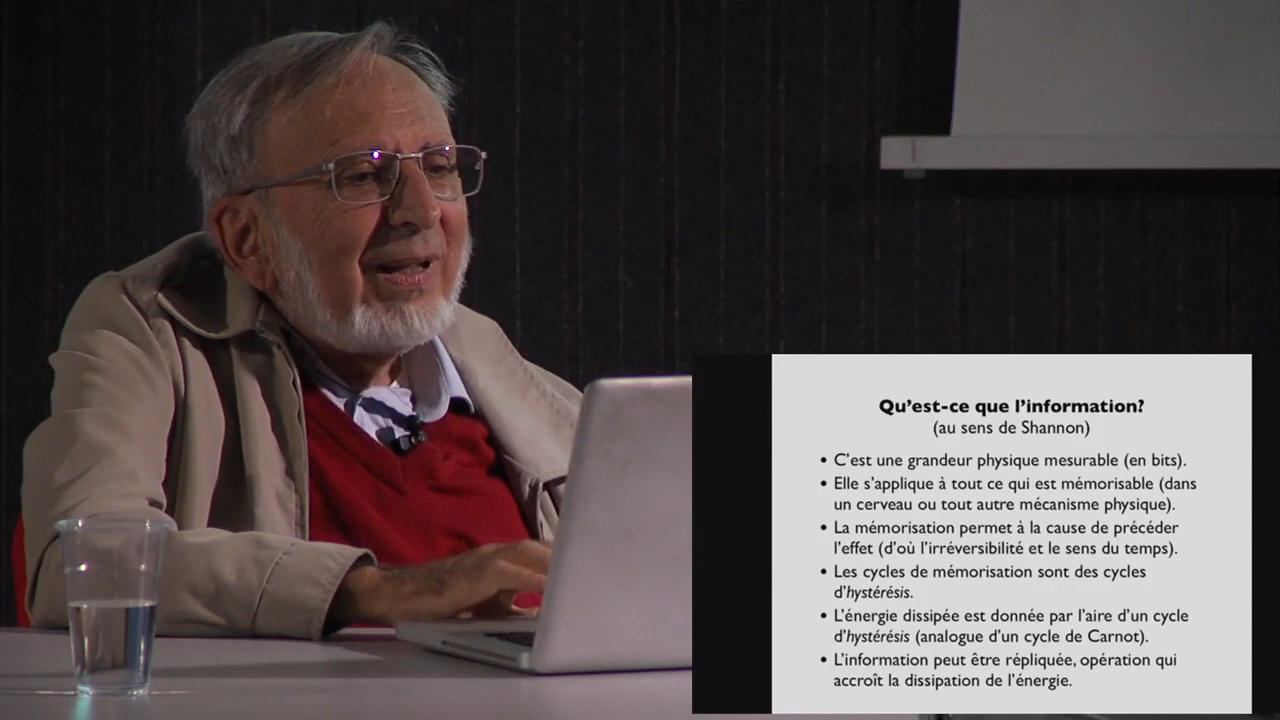 Qu'est-ce que l'information?
(au sens de Shannon)
• C'est une grandeur physique mesurable (en bits).
• Elle s'applique à tout ce qui est mémorisable (dans
un cerveau ou tout autre mécanisme physique).
• La mémorisation permet à la cause de précéder
l'effet (d'où l'irréversibilité et le sens du temps).
• Les cycles de mémorisation sont des cycles
d'hystérésis.
• L'énergie dissipée est donnée par l'aire d'un cycle
d'hystérésis (analogue d'un cycle de Carnot).
• L'information peut être répliquée, opération qui
accroît la dissipation de l'énergie.